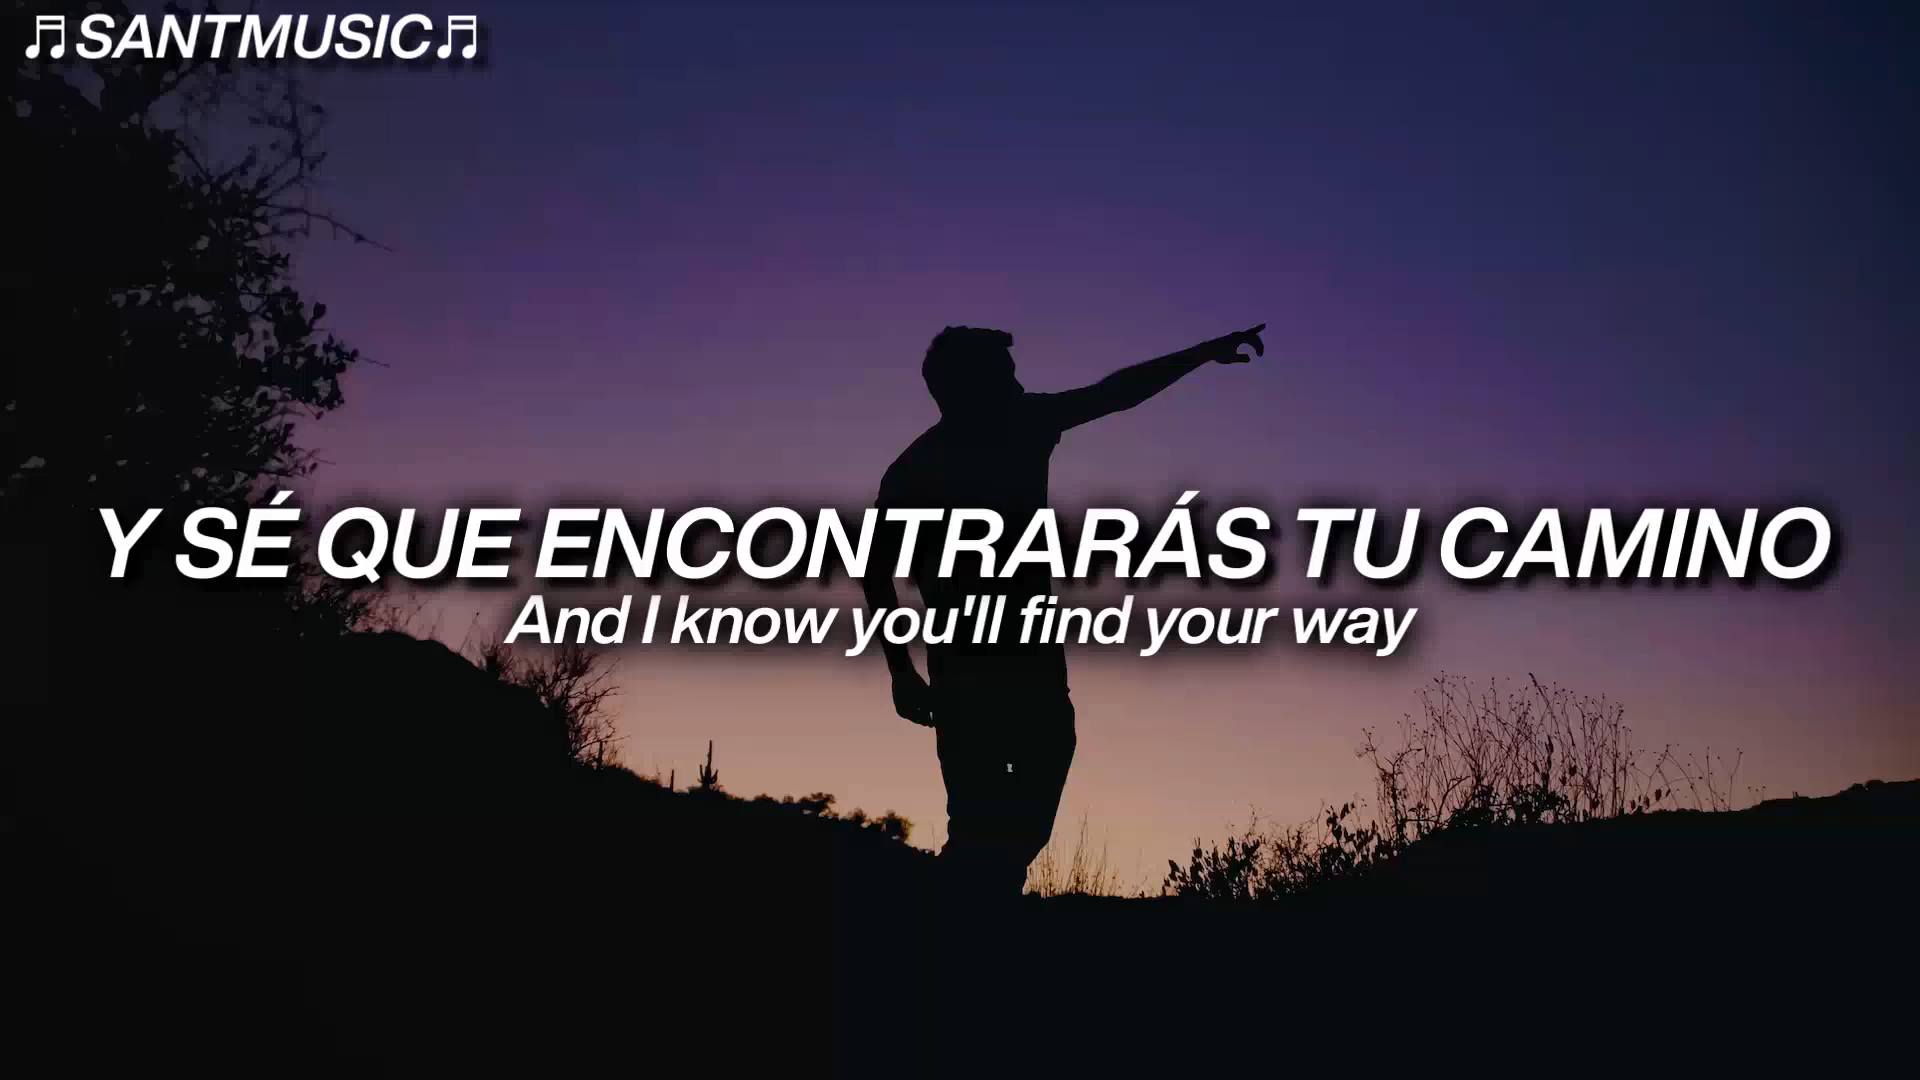 ♬SANTMUSIC♬
Y SÉ QUE ENCONTRARÁS TU CAMINO
And I know you'll find your way